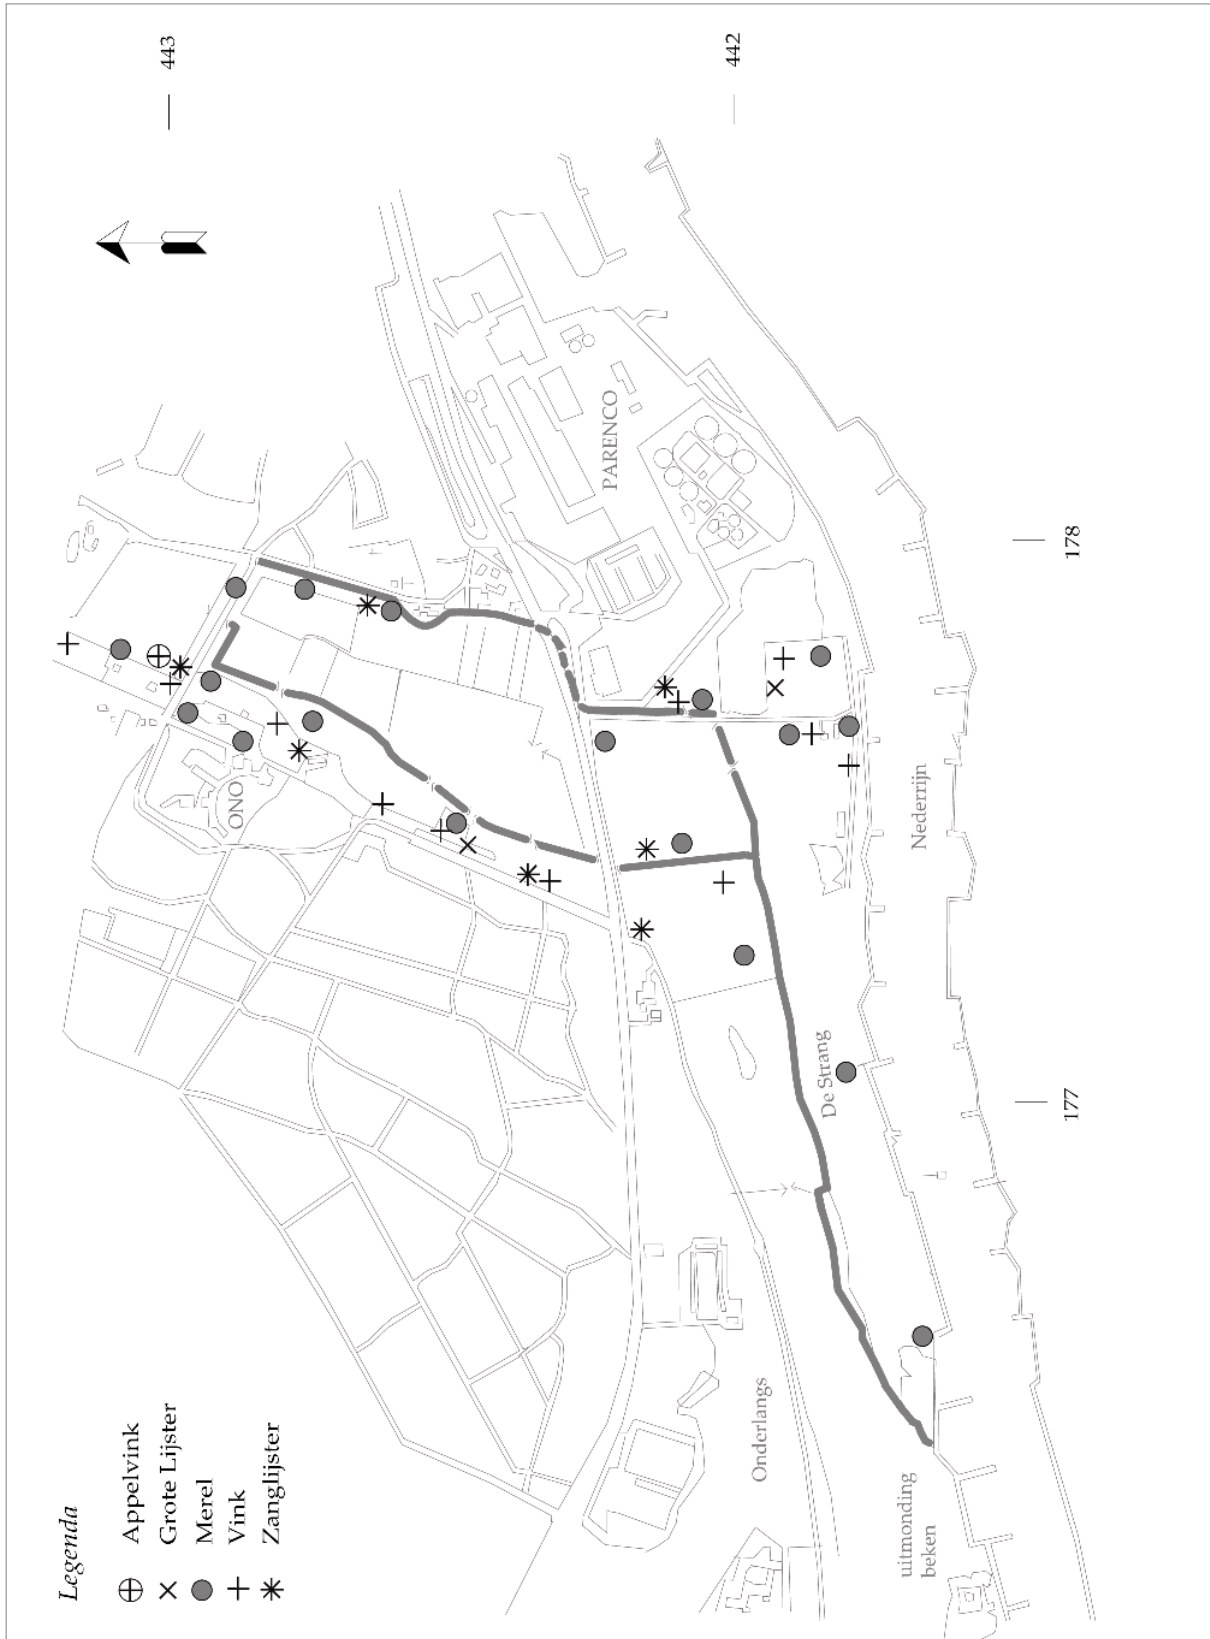 Legenda
Appelvink
Grote Lijster
Merel
Vink
Zanglijster
443
442
ONO
PARENCO
178
Nederrijn
De Strang
177
Onderlangs
uitmonding
beken